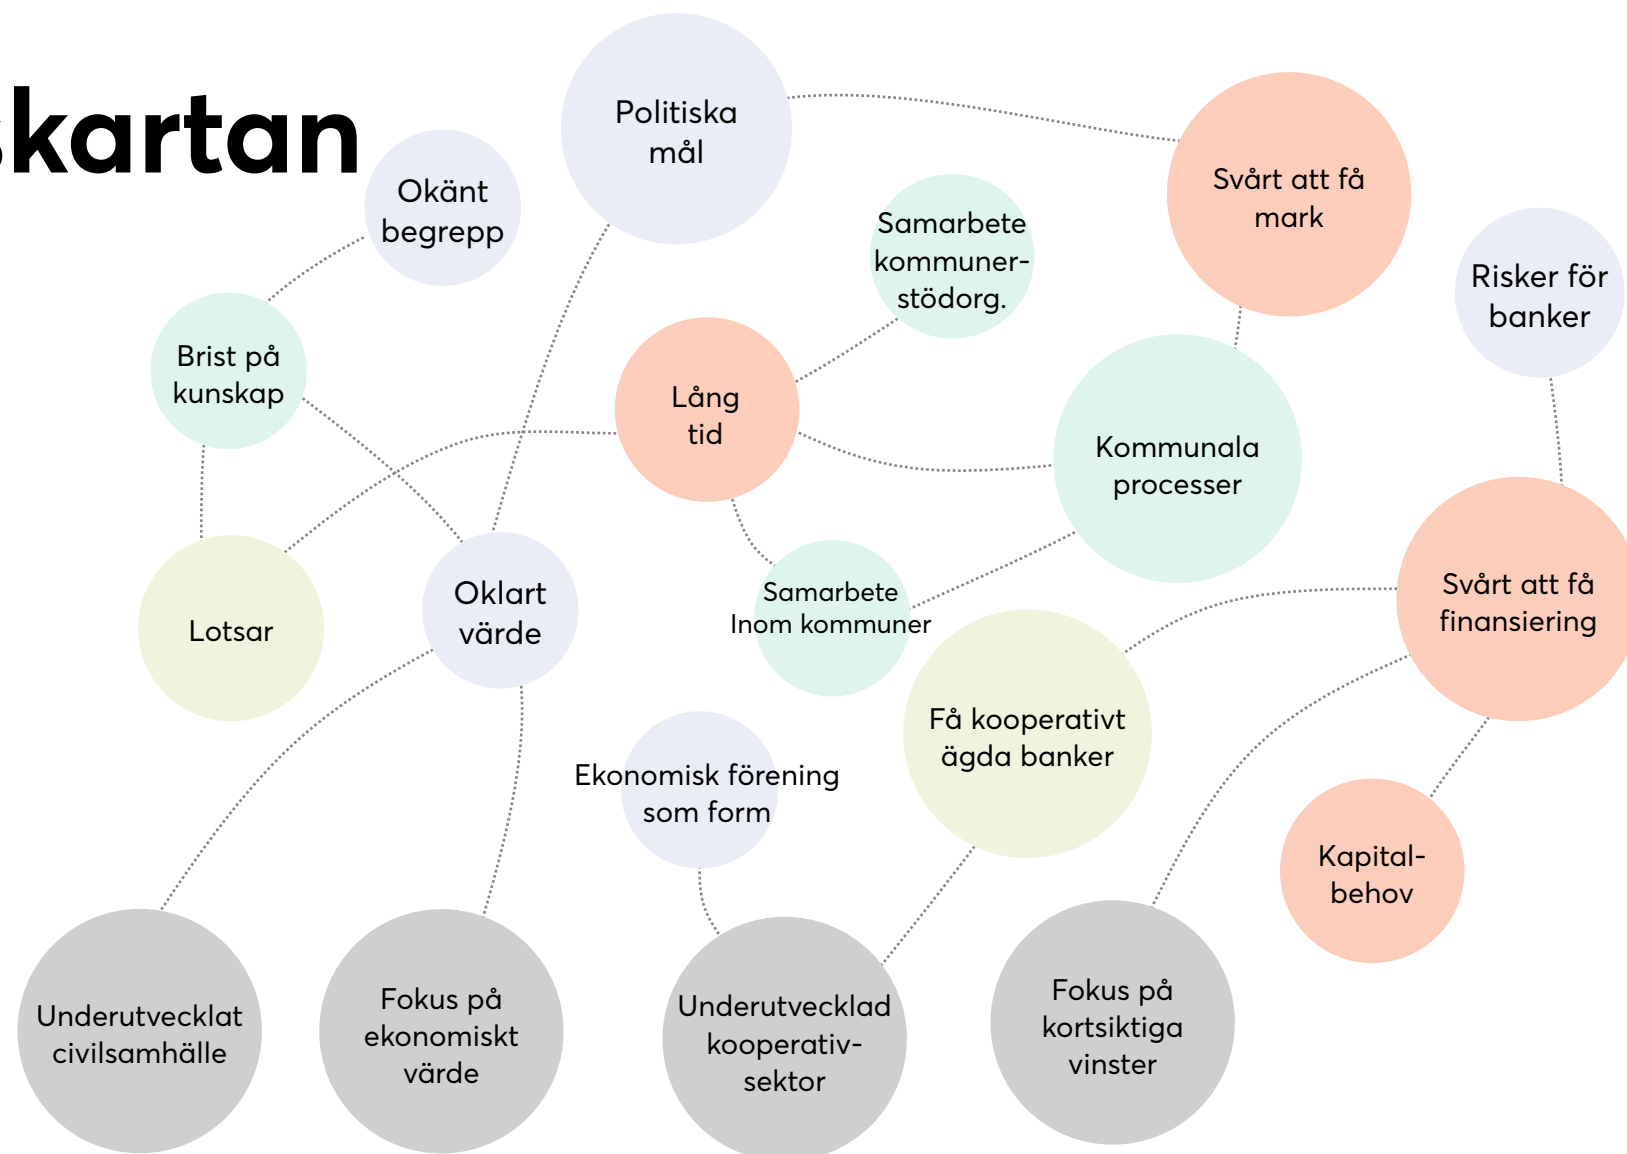 skartan
Okänt
begrepp
Politiska
mål
Svårt att få
mark
Samarbete
kommuner-
stödorg.
Risker för
banker
Brist på
kunskap
Lång
tid
Kommunala
processer
Lotsar
Oklart
värde
Samarbete
Inom kommuner
Svårt att få
finansiering
Få kooperativt
ägda banker
Ekonomisk förening
som form
Kapital-
behov
Underutvecklat
civilsamhälle
Fokus på
ekonomiskt
värde
Underutvecklad
kooperativ-
sektor
Fokus på
kortsiktiga
vinster